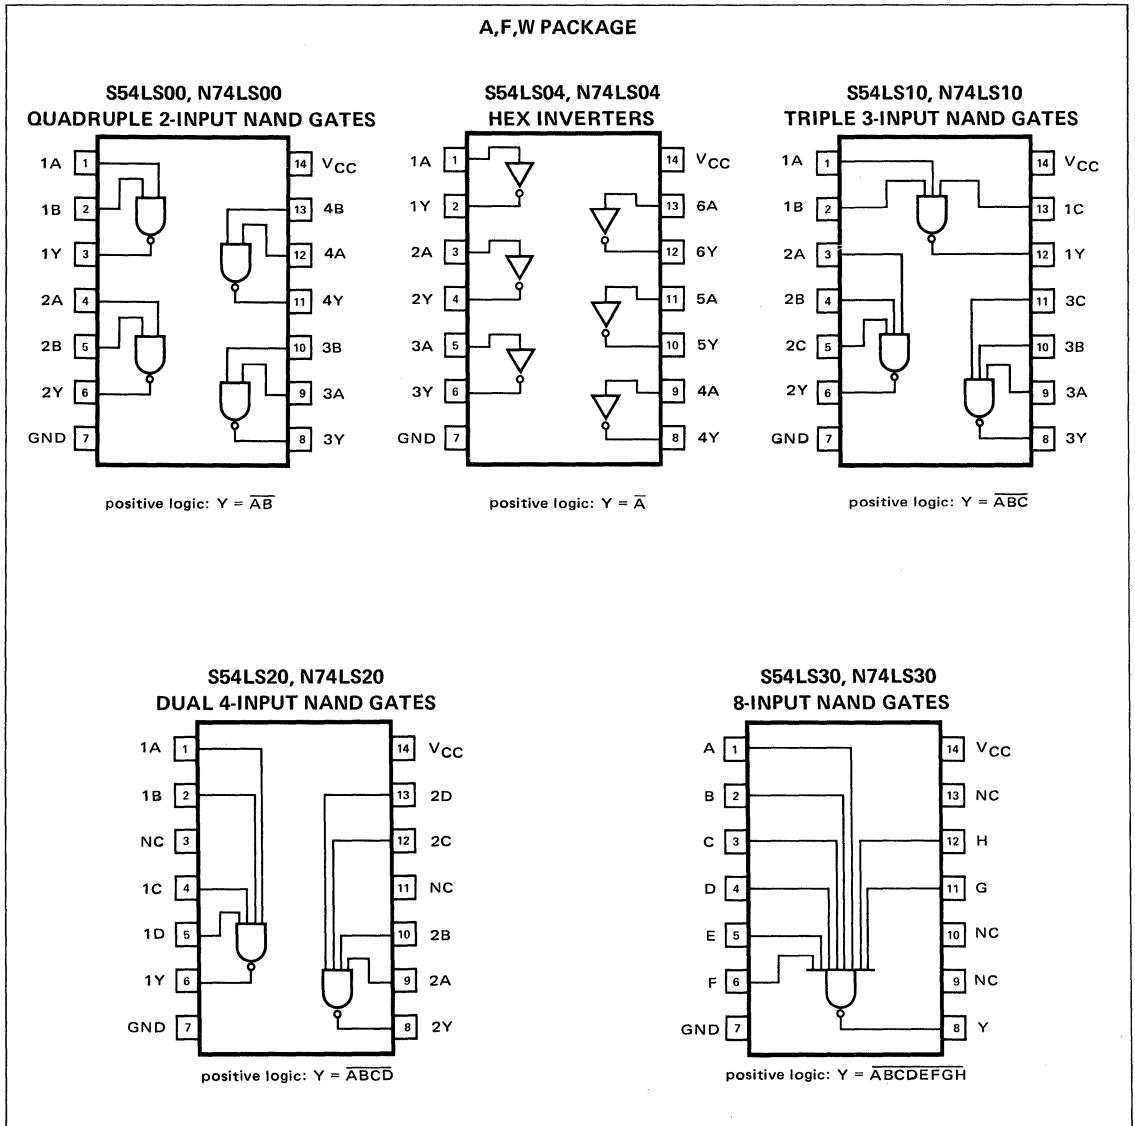 A,F,W PACKAGE
S54LS00, N74LS00
QUADRUPLE 2-INPUT NAND GATES
1A 1 14 VCC
1B 2 13 4B
1Y 3 12 4A
2A 4 11 4Y
2B 5 10 3B
2Y 6 9 3A
GND 7 8 3Y
positive logic: Y = A̅B̅
S54LS04, N74LS04
HEX INVERTERS
1A 1 14 VCC
1Y 2 13 6A
2A 3 12 6Y
2Y 4 11 5A
3A 5 10 5Y
3Y 6 9 4A
GND 7 8 4Y
positive logic: Y = A̅
S54LS10, N74LS10
TRIPLE 3-INPUT NAND GATES
1A 1 14 VCC
1B 2 13 1C
2A 3 12 1Y
2B 4 11 3C
2C 5 10 3B
2Y 6 9 3A
GND 7 8 3Y
positive logic: Y = A̅B̅C̅
S54LS20, N74LS20
DUAL 4-INPUT NAND GATES
1A 1 14 VCC
1B 2 13 2D
NC 3 12 2C
1C 4 11 NC
1D 5 10 2B
1Y 6 9 2A
GND 7 8 2Y
positive logic: Y = A̅B̅C̅D̅
S54LS30, N74LS30
8-INPUT NAND GATES
A 1 14 VCC
B 2 13 NC
C 3 12 H
D 4 11 G
E 5 10 NC
F 6 9 NC
GND 7 8 Y
positive logic: Y = A̅B̅C̅D̅E̅F̅G̅H̅